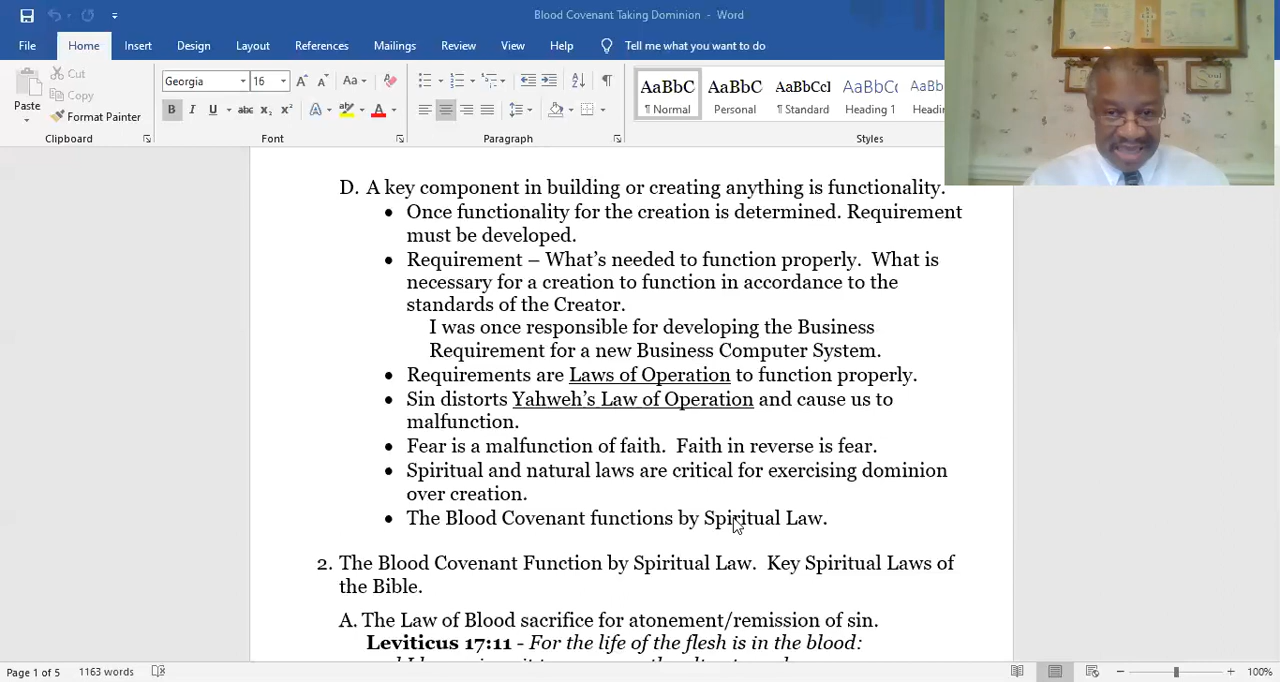 Blood Covenant Taking Dominion - Word
File Home Insert Design Layout References Mailings Review View Help Tell me what you want to do
Paste
Cut
Copy
Format Painter
Georgia 16
Aa
B I U abc x₂ x² A ab A
AaBbC AaBbC AaBbCcI AaBbC AaBb
¶ Normal Personal ¶ Standard Heading 1 Headin
Clipboard Font Paragraph Styles
D. A key component in building or creating anything is functionality.
• Once functionality for the creation is determined. Requirement
must be developed.
• Requirement – What's needed to function properly. What is
necessary for a creation to function in accordance to the
standards of the Creator.
I was once responsible for developing the Business
Requirement for a new Business Computer System.
• Requirements are Laws of Operation to function properly.
• Sin distorts Yahweh's Law of Operation and cause us to
malfunction.
• Fear is a malfunction of faith. Faith in reverse is fear.
• Spiritual and natural laws are critical for exercising dominion
over creation.
• The Blood Covenant functions by Spiritual Law.
2. The Blood Covenant Function by Spiritual Law. Key Spiritual Laws of
the Bible.
A. The Law of Blood sacrifice for atonement/remission of sin.
Leviticus 17:11 - For the life of the flesh is in the blood:
Page 1 of 5 1163 words 100%